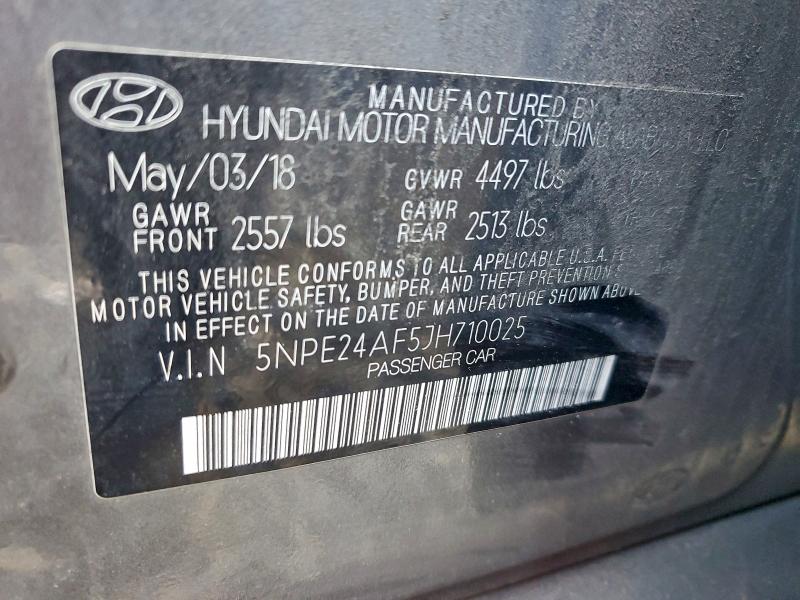 MANUFACTURED BY
HYUNDAI MOTOR MANUFACTURING ALABAMA LLC
May/03/18 GVWR 4497 lbs
GAWR FRONT 2557 lbs GAWR REAR 2513 lbs
THIS VEHICLE CONFORMS TO ALL APPLICABLE U.S.A.
MOTOR VEHICLE SAFETY, BUMPER, AND THEFT PREVENTION
IN EFFECT ON THE DATE OF MANUFACTURE SHOWN ABOVE
V.I.N 5NPE24AF5JH710025
PASSENGER CAR